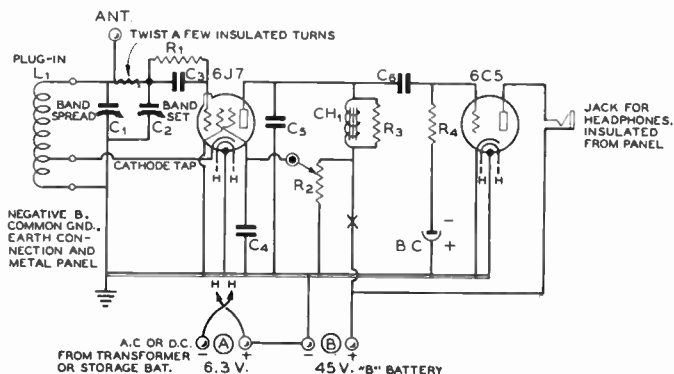 ANT.
TWIST A FEW INSULATED TURNS
PLUG-IN
L1
R1
C3
6J7
C6
6C5
BAND SPREAD
C1
C2
BAND SET
C5
CH1
R3
R4
JACK FOR
HEADPHONES,
INSULATED
FROM PANEL
CATHODE TAP
H H
R2
H H
NEGATIVE B,
COMMON GND.,
EARTH CON-
NECTION AND
METAL PANEL
C4
X
BC
-
+
H H
A.C OR D.C.
FROM TRANSFORMER
OR STORAGE BAT.
- A +
6.3 V.
- B +
45 V. "B" BATTERY